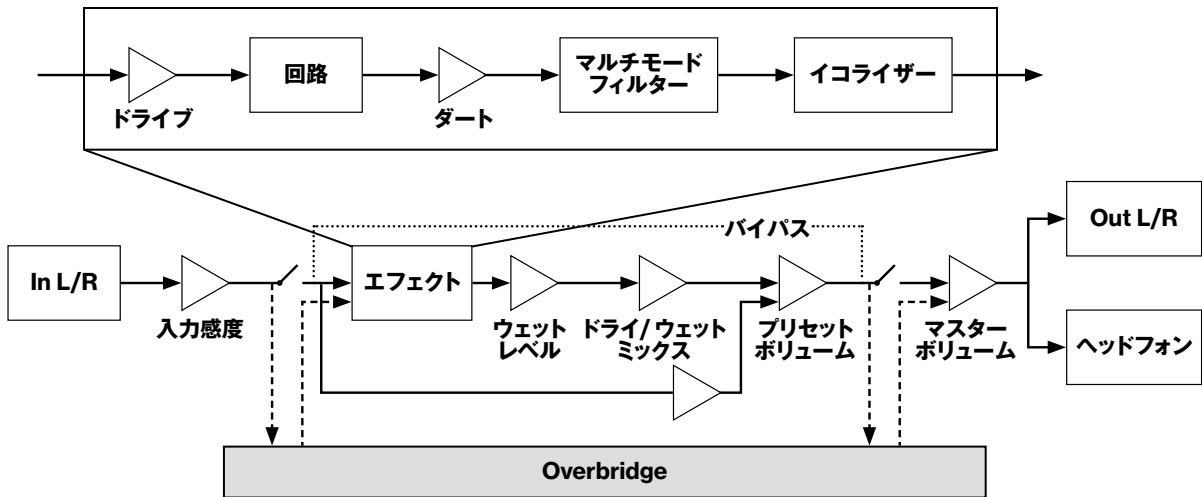 ドライブ
回路
ダート
マルチモード
フィルター
イコライザー
バイパス
In L/R
入力感度
エフェクト
ウェット
レベル
ドライ/ウェット
ミックス
プリセット
ボリューム
マスター
ボリューム
Out L/R
ヘッドフォン
Overbridge